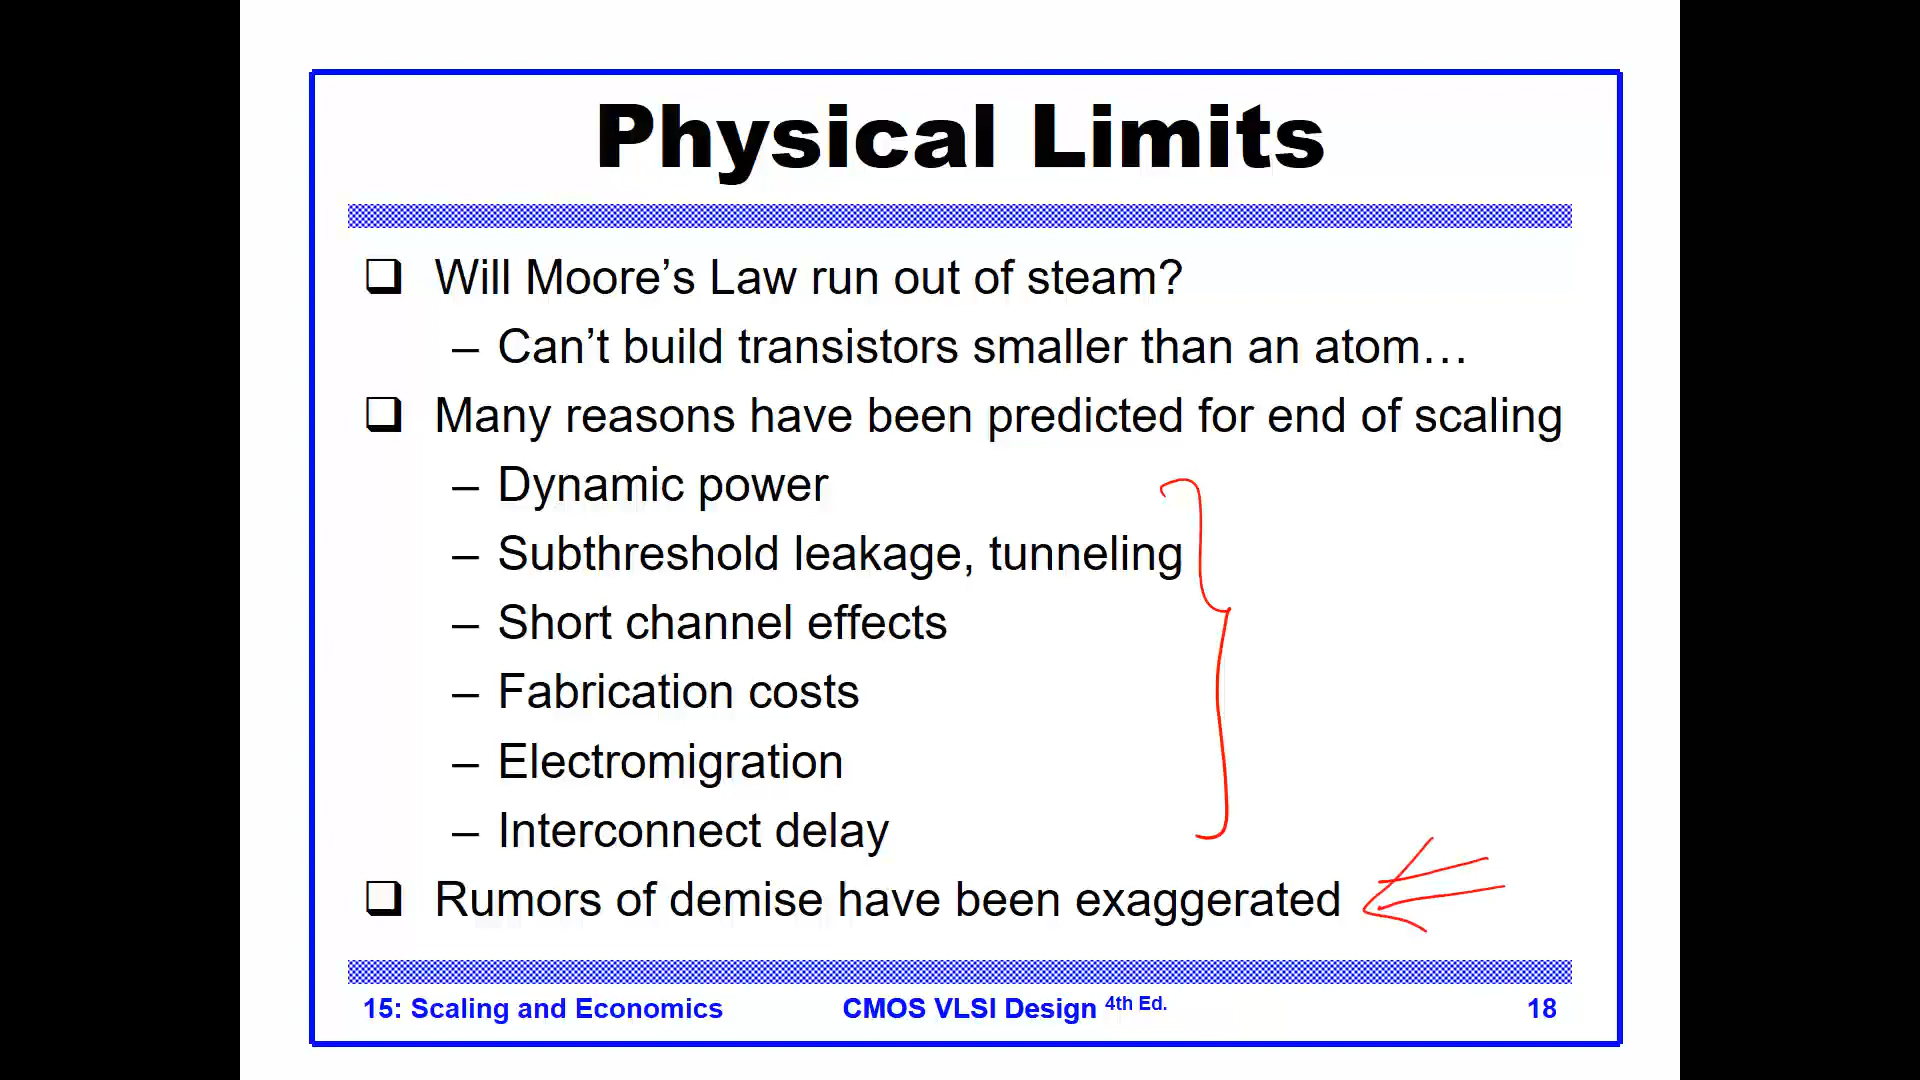 Physical Limits
❑ Will Moore’s Law run out of steam?
– Can’t build transistors smaller than an atom…
❑ Many reasons have been predicted for end of scaling
– Dynamic power
– Subthreshold leakage, tunneling
– Short channel effects
– Fabrication costs
– Electromigration
– Interconnect delay
❑ Rumors of demise have been exaggerated
15: Scaling and Economics CMOS VLSI Design 4th Ed. 18